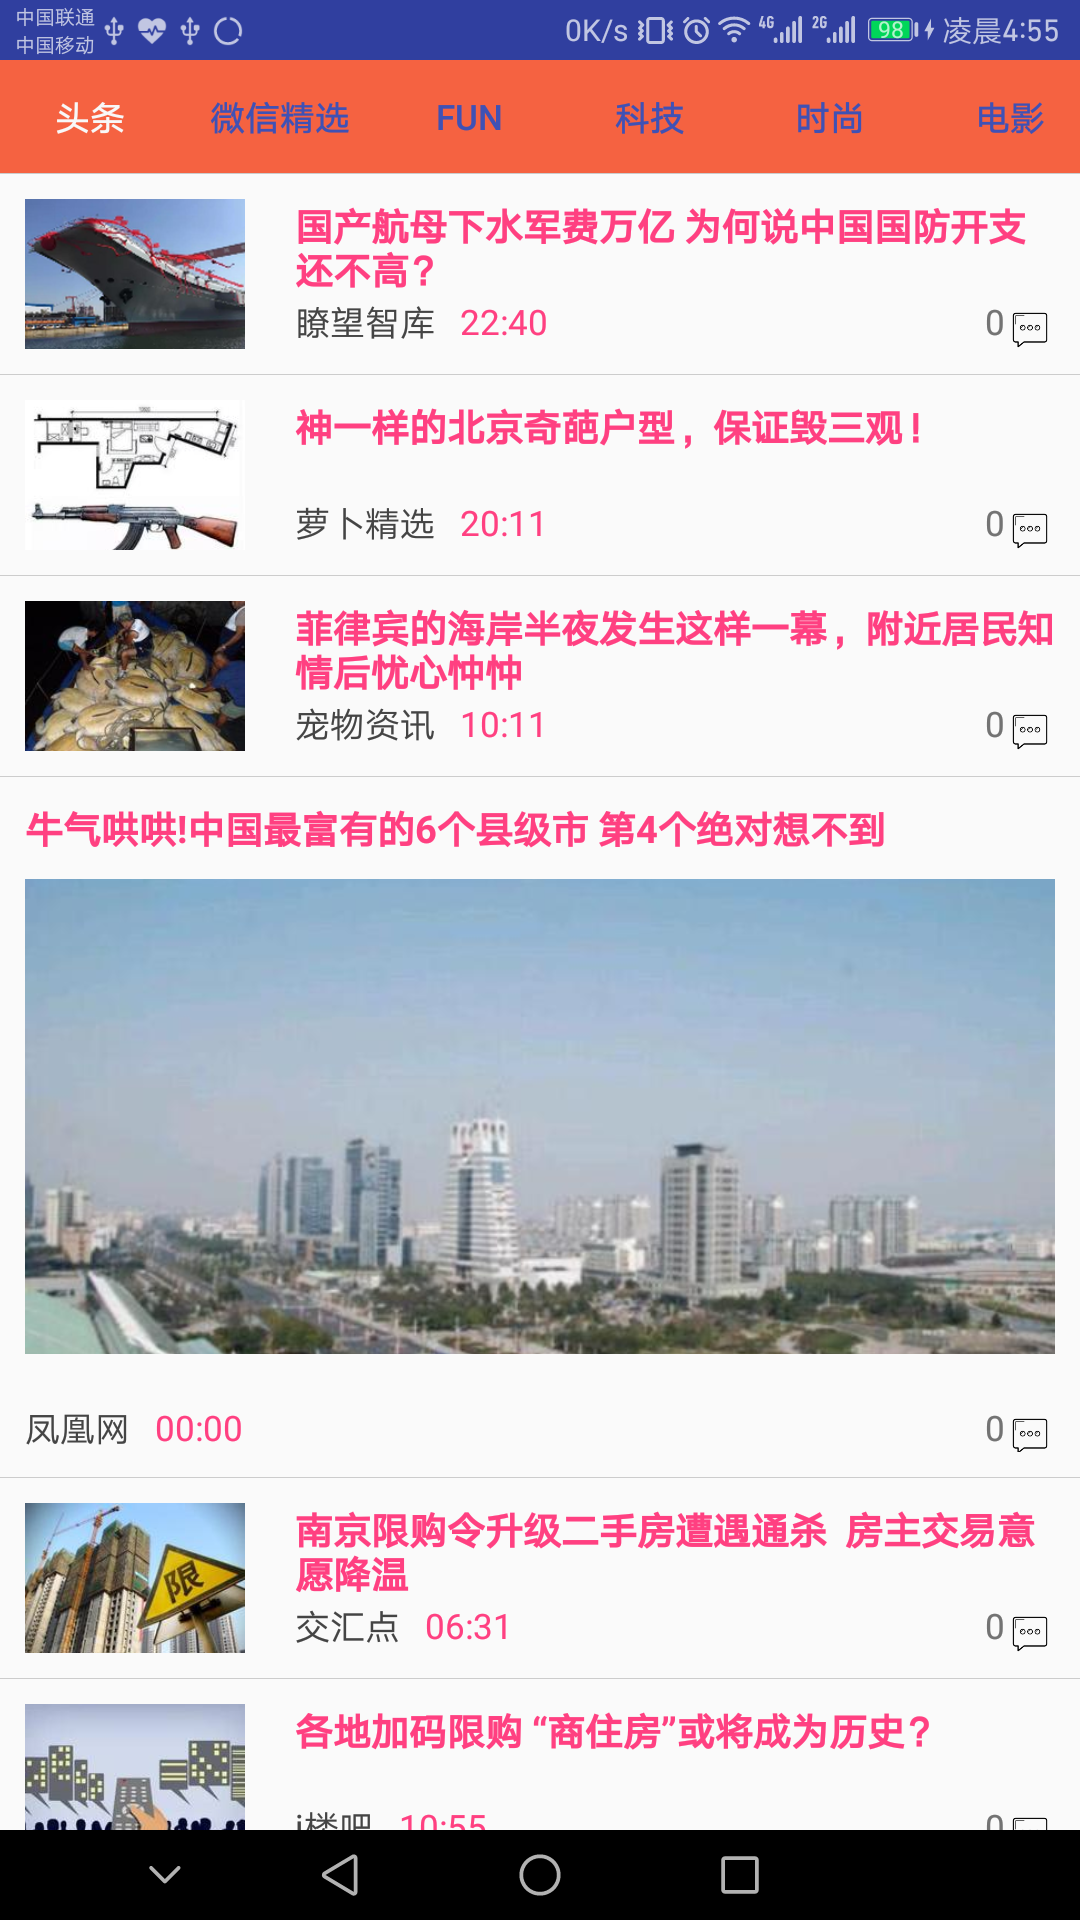 中国联通
中国移动
0K/s 4G 2G 98 凌晨4:55
头条 微信精选 FUN 科技 时尚 电影
国产航母下水军费万亿 为何说中国国防开支
还不高？
瞭望智库 22:40 0
神一样的北京奇葩户型，保证毁三观！
萝卜精选 20:11 0
菲律宾的海岸半夜发生这样一幕，附近居民知
情后忧心忡忡
宠物资讯 10:11 0
牛气哄哄!中国最富有的6个县级市 第4个绝对想不到
凤凰网 00:00 0
限
南京限购令升级二手房遭遇通杀 房主交易意
愿降温
交汇点 06:31 0
各地加码限购 “商住房”或将成为历史？
i楼吧 10:55 0